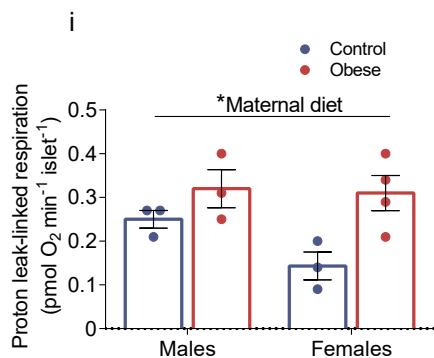 i
Control
Obese
*Maternal diet
Proton leak-linked respiration
(pmol O₂ min⁻¹ islet⁻¹)
0.5
0.4
0.3
0.2
0.1
0
Males Females